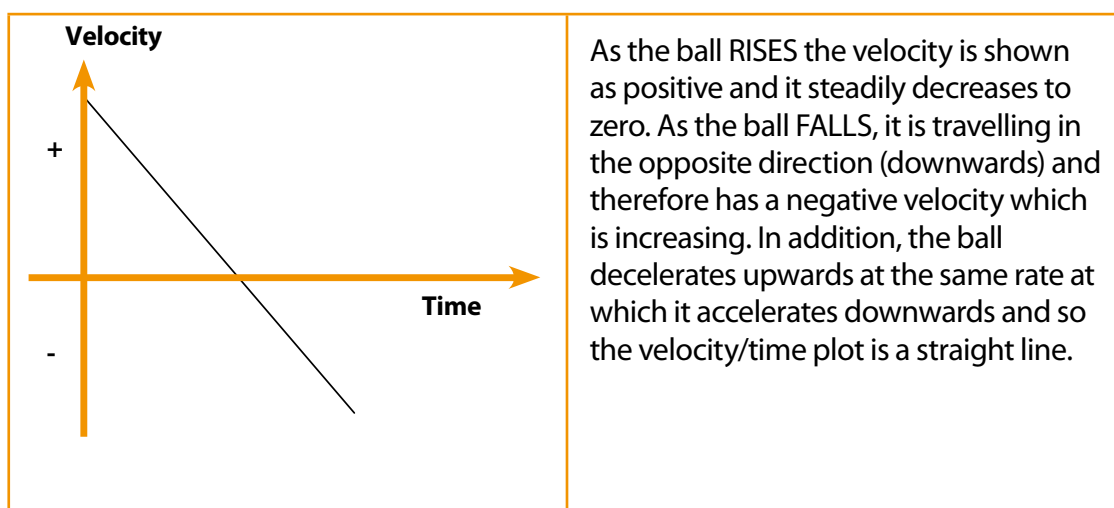 Velocity
+
-
Time
As the ball RISES the velocity is shown
as positive and it steadily decreases to
zero. As the ball FALLS, it is travelling in
the opposite direction (downwards) and
therefore has a negative velocity which
is increasing. In addition, the ball
decelerates upwards at the same rate at
which it accelerates downwards and so
the velocity/time plot is a straight line.